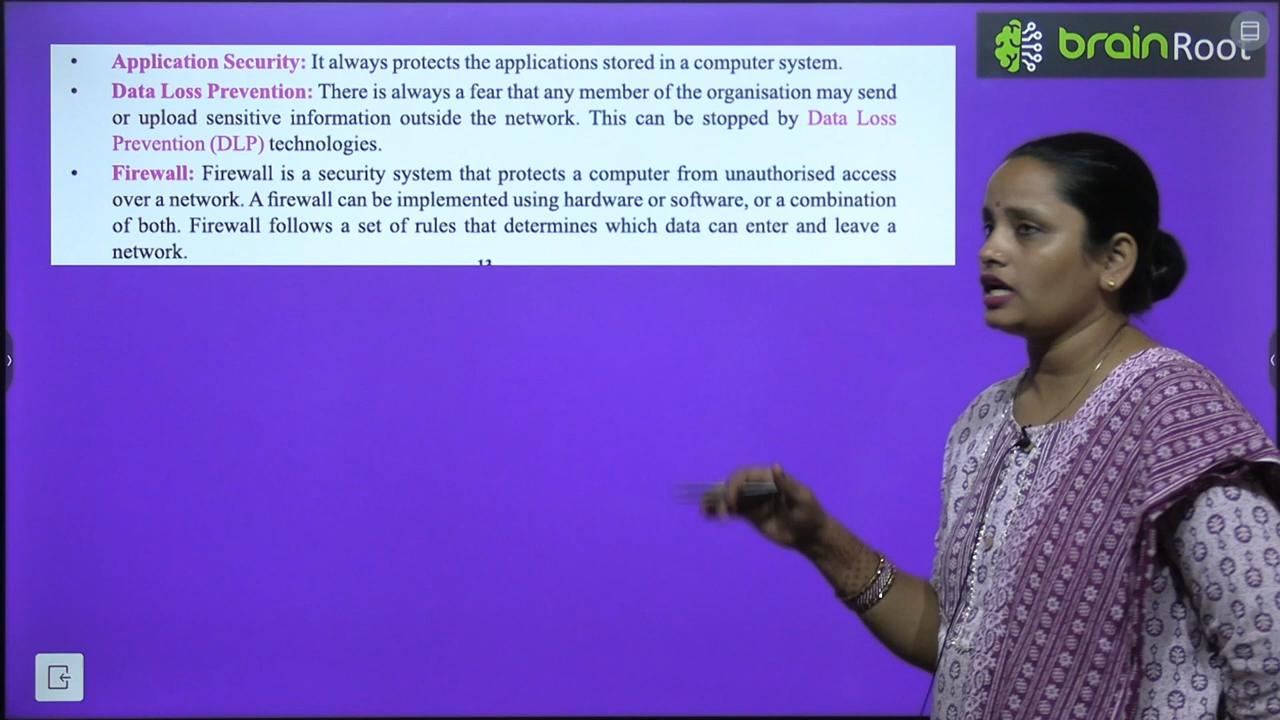 brainRoot
• Application Security: It always protects the applications stored in a computer system.
• Data Loss Prevention: There is always a fear that any member of the organisation may send
or upload sensitive information outside the network. This can be stopped by Data Loss
Prevention (DLP) technologies.
• Firewall: Firewall is a security system that protects a computer from unauthorised access
over a network. A firewall can be implemented using hardware or software, or a combination
of both. Firewall follows a set of rules that determines which data can enter and leave a
network.